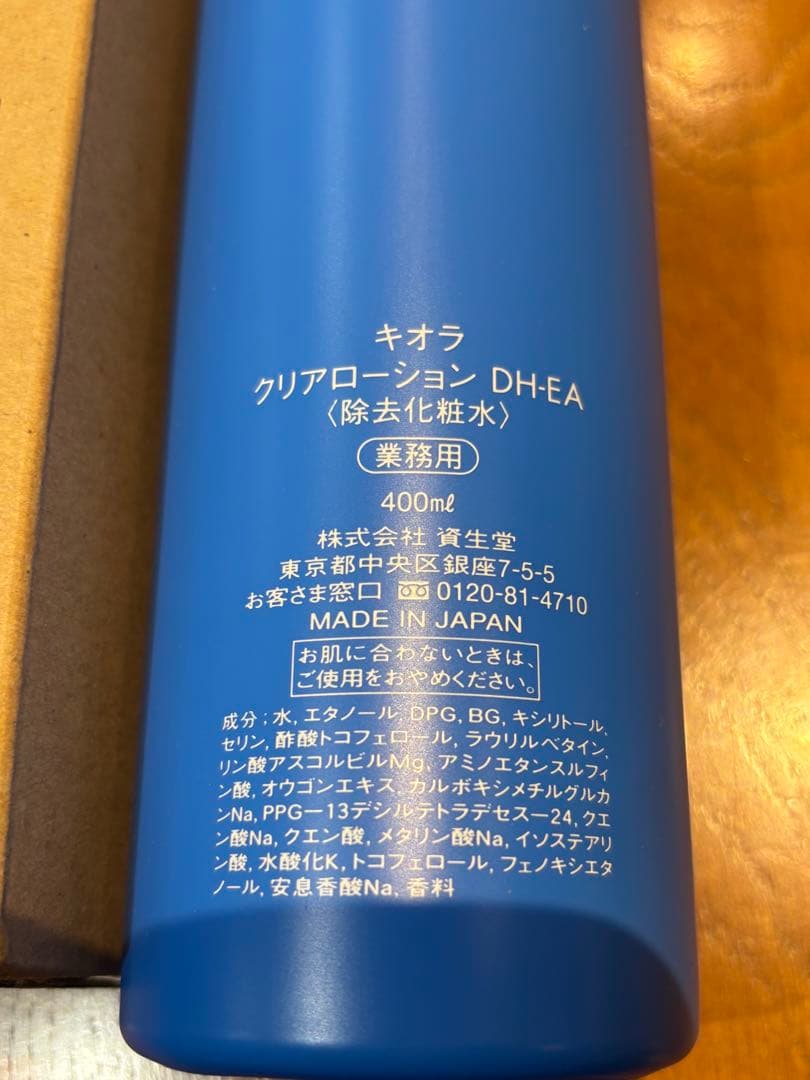 キオラ
クリアローション DH-EA
〈除去化粧水〉
業務用
400mℓ
株式会社 資生堂
東京都中央区銀座7-5-5
お客さま窓口 0120-81-4710
MADE IN JAPAN
お肌に合わないときは、
ご使用をおやめください。
成分；水, エタノール, DPG, BG, キシリトール,
セリン, 酢酸トコフェロール, ラウリルベタイン,
リン酸アスコルビルMg, アミノエタンスルフィ
ン酸, オウゴンエキス, カルボキシメチルグルカ
ンNa, PPG―13デシルテトラデセス―24, クエ
ン酸Na, クエン酸, メタリン酸Na, イソステアリ
ン酸, 水酸化K, トコフェロール, フェノキシエタ
ノール, 安息香酸Na, 香料